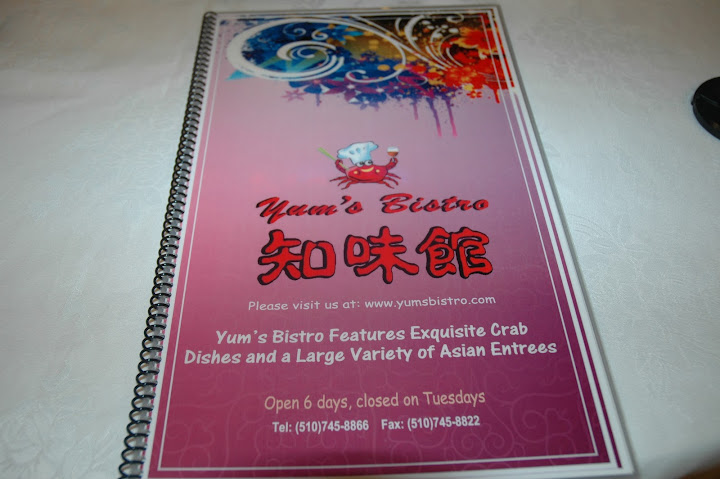 Yum's Bistro
知味館
Please visit us at: www.yumsbistro.com
Yum's Bistro Features Exquisite Crab
Dishes and a Large Variety of Asian Entrees
Open 6 days, closed on Tuesdays
Tel: (510)745-8866 Fax: (510)745-8822